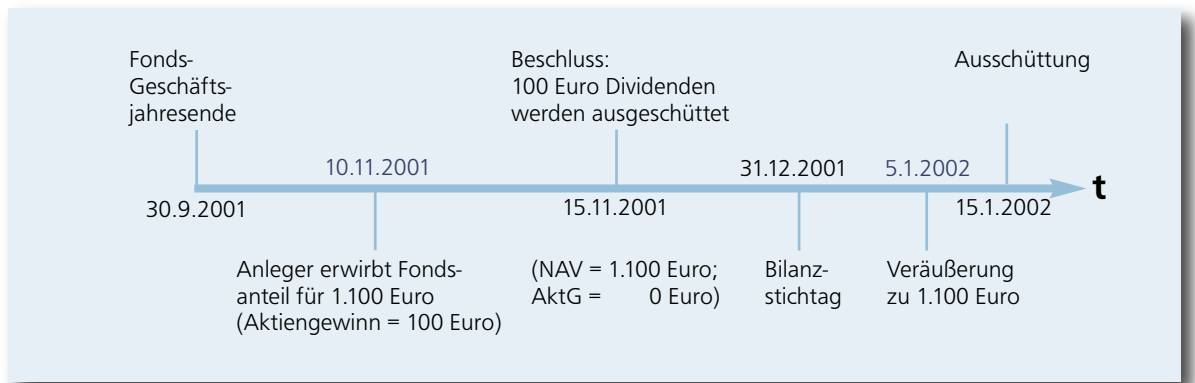 Fonds-
Geschäfts-
jahresende
Beschluss:
100 Euro Dividenden
werden ausgeschüttet
Ausschüttung
10.11.2001
31.12.2001
5.1.2002
t
30.9.2001
15.11.2001
15.1.2002
Anleger erwirbt Fonds-
anteil für 1.100 Euro
(Aktiengewinn = 100 Euro)
(NAV = 1.100 Euro;
AktG = 0 Euro)
Bilanz-
stichtag
Veräußerung
zu 1.100 Euro